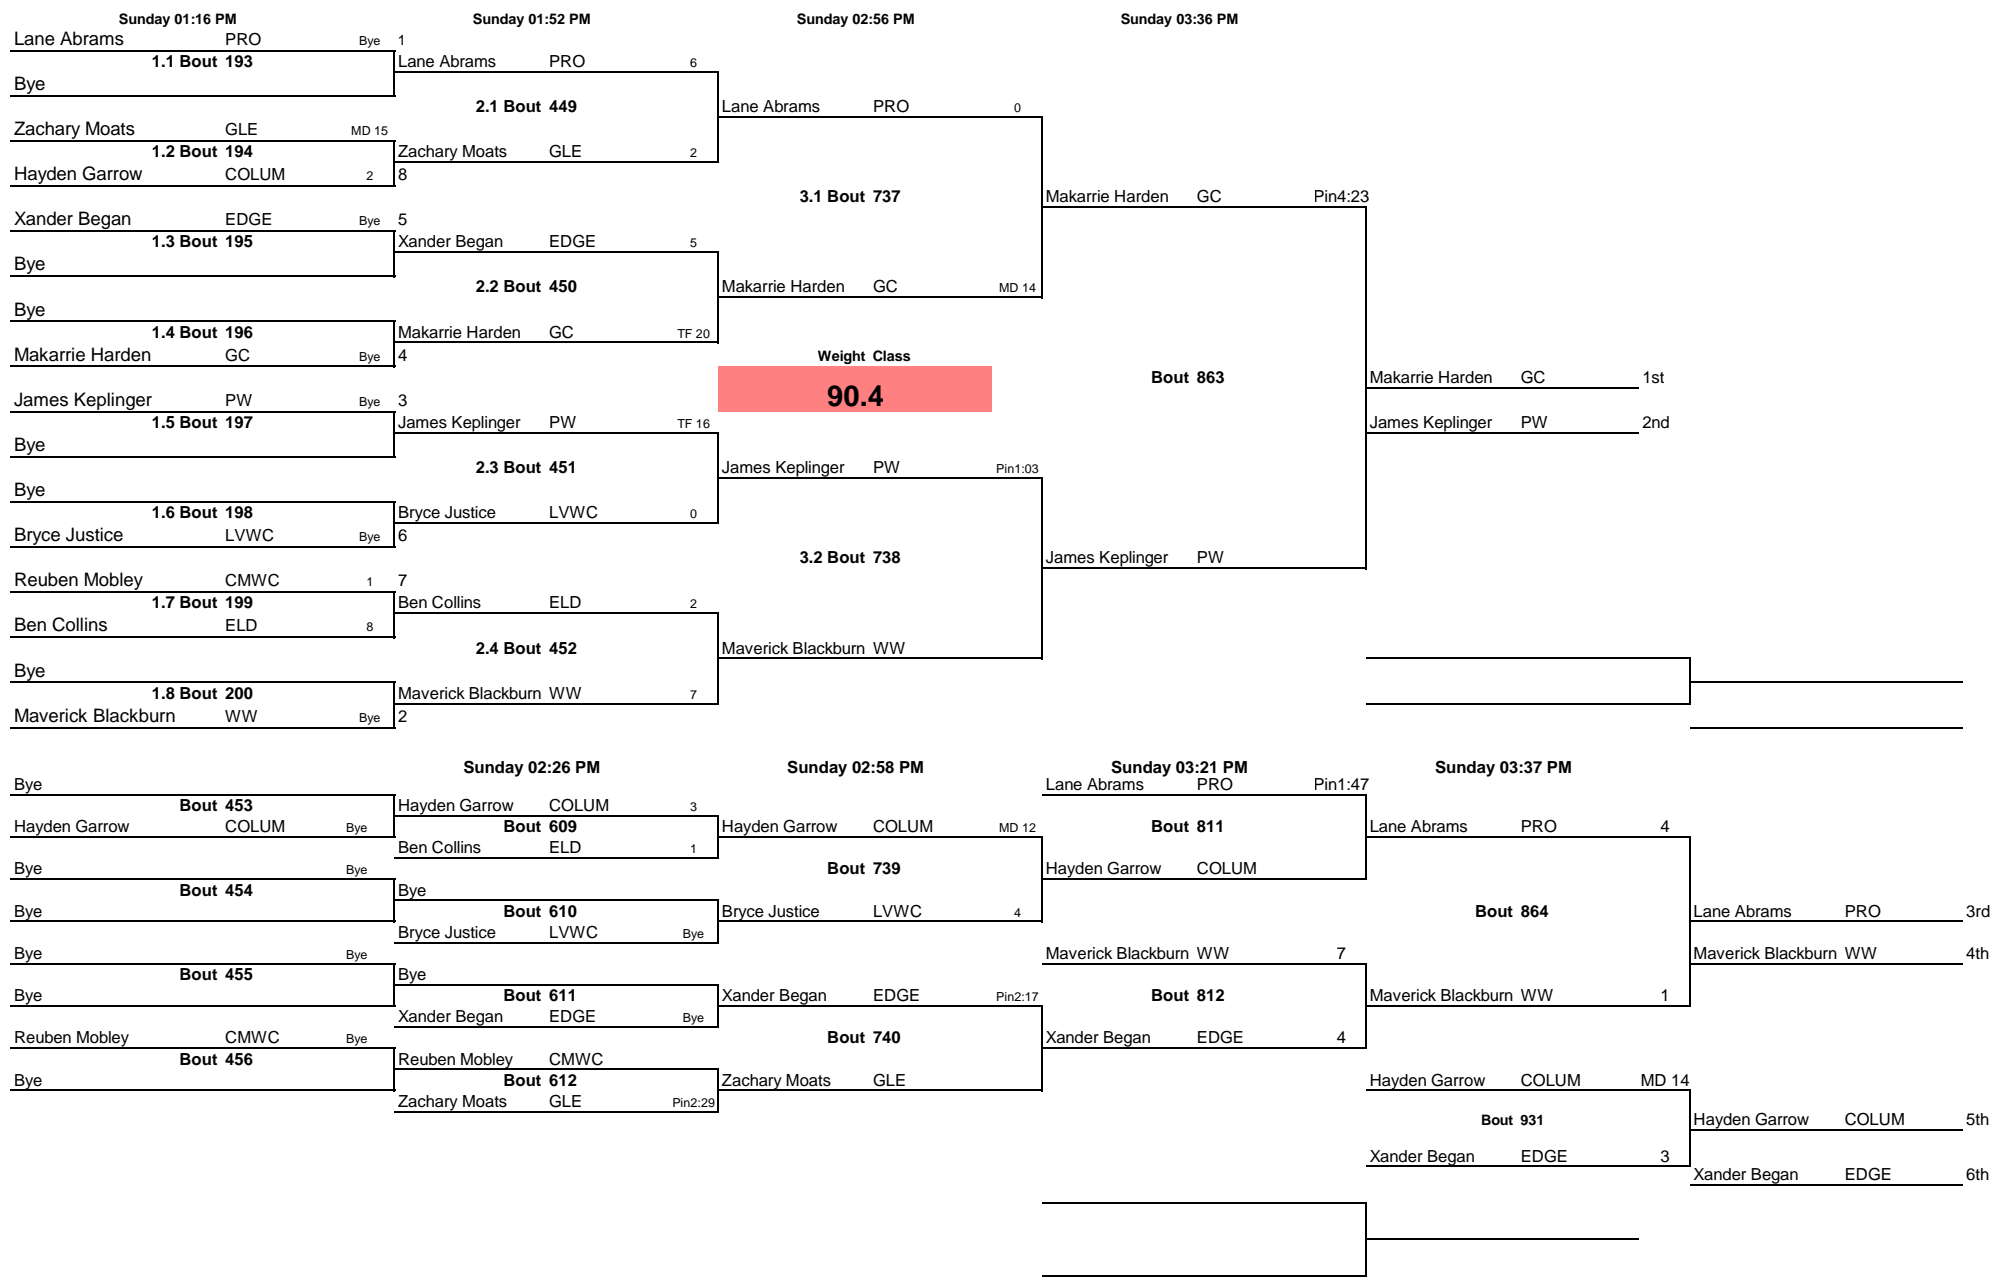 Sunday 01:16 PM Sunday 01:52 PM Sunday 02:56 PM Sunday 03:36 PM
Lane Abrams PRO Bye 1
1.1 Bout 193 Lane Abrams PRO 6
Bye
2.1 Bout 449 Lane Abrams PRO 0
Zachary Moats GLE MD 15
1.2 Bout 194 Zachary Moats GLE 2
Hayden Garrow COLUM 2 8
3.1 Bout 737 Makarrie Harden GC Pin4:23
Xander Began EDGE Bye 5
1.3 Bout 195 Xander Began EDGE 5
Bye
2.2 Bout 450 Makarrie Harden GC MD 14
Bye
1.4 Bout 196 Makarrie Harden GC TF 20
Makarrie Harden GC Bye 4 Weight Class
Bout 863 Makarrie Harden GC 1st
90.4
James Keplinger PW Bye 3
1.5 Bout 197 James Keplinger PW TF 16 James Keplinger PW 2nd
Bye
2.3 Bout 451 James Keplinger PW Pin1:03
Bye
1.6 Bout 198 Bryce Justice LVWC 0
Bryce Justice LVWC Bye 6
3.2 Bout 738 James Keplinger PW
Reuben Mobley CMWC 1 7
1.7 Bout 199 Ben Collins ELD 2
Ben Collins ELD 8
2.4 Bout 452 Maverick Blackburn WW
Bye
1.8 Bout 200 Maverick Blackburn WW 7
Maverick Blackburn WW Bye 2
Sunday 02:26 PM Sunday 02:58 PM Sunday 03:21 PM Sunday 03:37 PM
Bye Lane Abrams PRO Pin1:47
Bout 453 Hayden Garrow COLUM 3
Hayden Garrow COLUM Bye Bout 609 Hayden Garrow COLUM MD 12 Bout 811 Lane Abrams PRO 4
Ben Collins ELD 1
Bye Bye Bout 739 Hayden Garrow COLUM
Bout 454 Bye
Bye Bout 610 Bryce Justice LVWC 4 Bout 864 Lane Abrams PRO 3rd
Bryce Justice LVWC Bye
Bye Bye Maverick Blackburn WW 7 Maverick Blackburn WW 4th
Bout 455 Bye
Bye Bout 611 Xander Began EDGE Pin2:17 Bout 812 Maverick Blackburn WW 1
Xander Began EDGE Bye
Reuben Mobley CMWC Bye Bout 740 Xander Began EDGE 4
Bout 456 Reuben Mobley CMWC
Bye Bout 612 Zachary Moats GLE Hayden Garrow COLUM MD 14
Zachary Moats GLE Pin2:29
Bout 931 Hayden Garrow COLUM 5th
Xander Began EDGE 3
Xander Began EDGE 6th